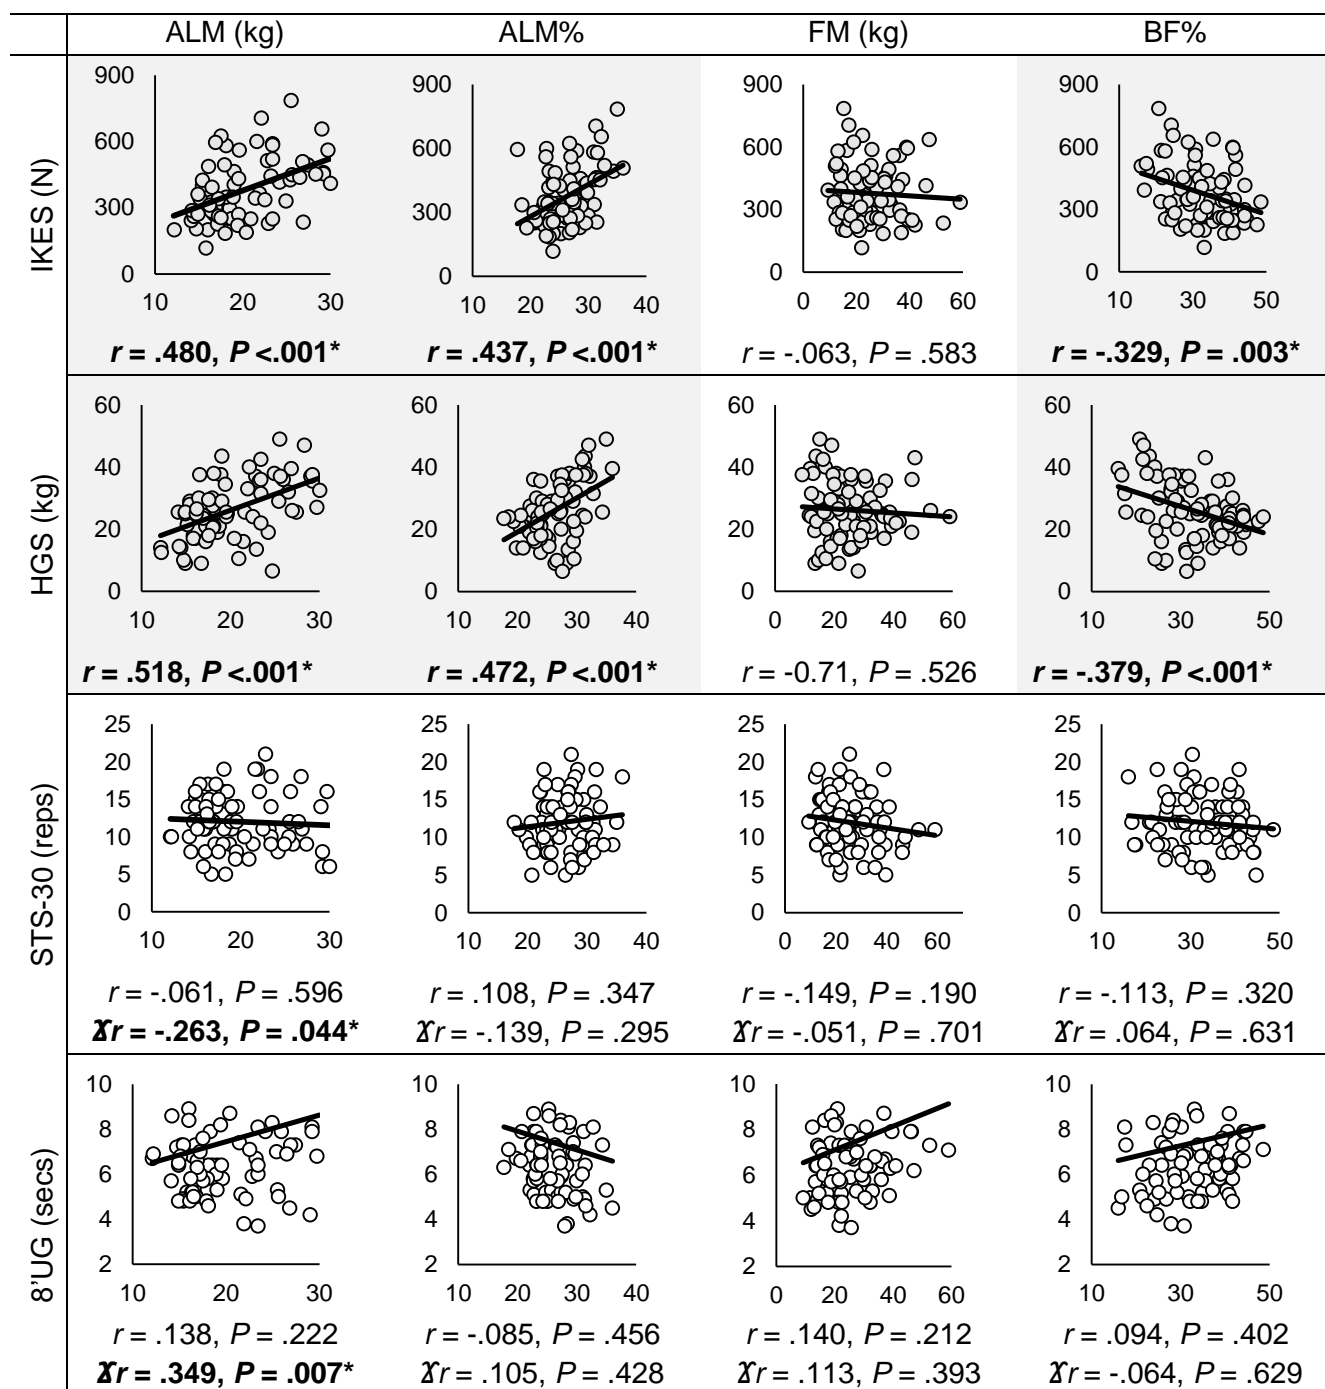 ALM (kg) ALM% FM (kg) BF%
IKES (N)
900 900 900 900
600 600 600 600
300 300 300 300
0 0 0 0
10 20 30 10 20 30 40 0 20 40 60 10 30 50
r = .480, P <.001* r = .437, P <.001* r = -.063, P = .583 r = -.329, P = .003*
HGS (kg)
60 60 60 60
40 40 40 40
20 20 20 20
0 0 0 0
10 20 30 10 20 30 40 0 20 40 60 10 30 50
r = .518, P <.001* r = .472, P <.001* r = -0.71, P = .526 r = -.379, P <.001*
STS-30 (reps)
25 25 25 25
20 20 20 20
15 15 15 15
10 10 10 10
5 5 5 5
0 0 0 0
10 20 30 10 20 30 40 0 20 40 60 10 30 50
r = -.061, P = .596 r = .108, P = .347 r = -.149, P = .190 r = -.113, P = .320
r = -.263, P = .044* r = -.139, P = .295 r = -.051, P = .701 r = .064, P = .631
8’UG (secs)
10 10 10 10
8 8 8 8
6 6 6 6
4 4 4 4
2 2 2 2
10 20 30 10 20 30 40 0 20 40 60 10 30 50
r = .138, P = .222 r = -.085, P = .456 r = .140, P = .212 r = .094, P = .402
r = .349, P = .007* r = .105, P = .428 r = .113, P = .393 r = -.064, P = .629